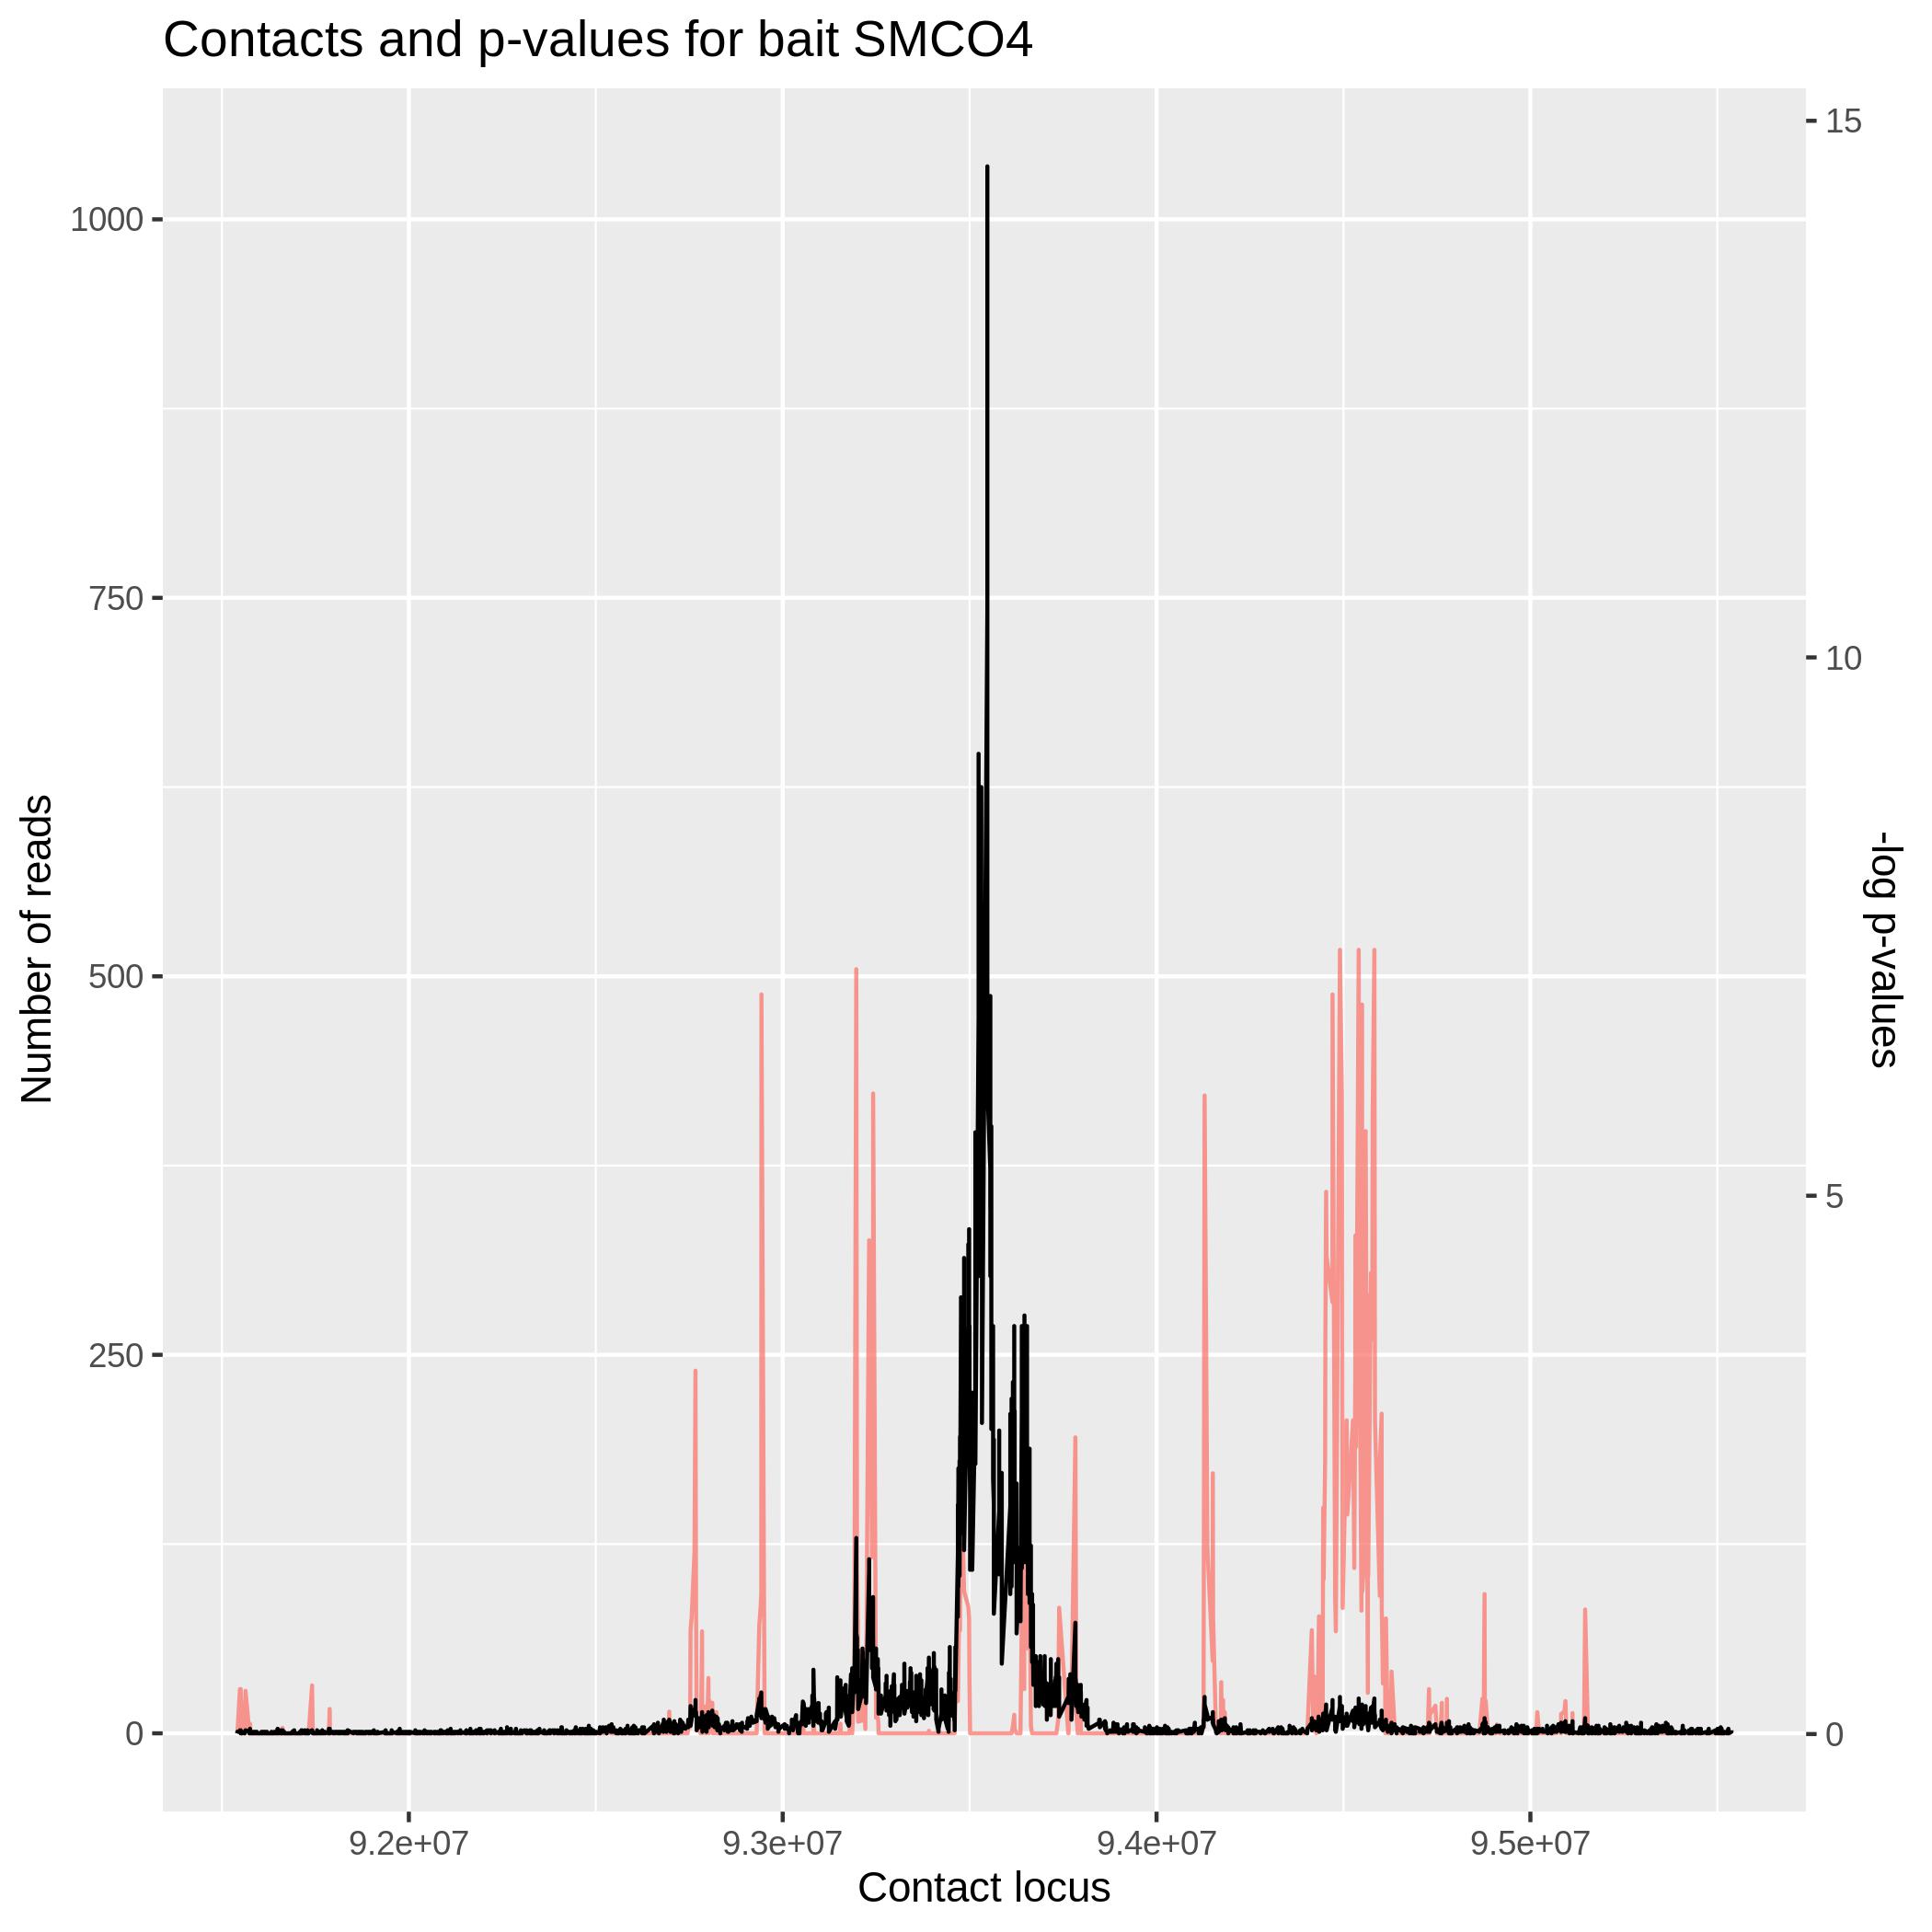 Contacts and p-values for bait SMCO4
1000
750
500
250
0
Number of reads
15
10
5
0
-log p-values
9.2e+07
9.3e+07
9.4e+07
9.5e+07
Contact locus